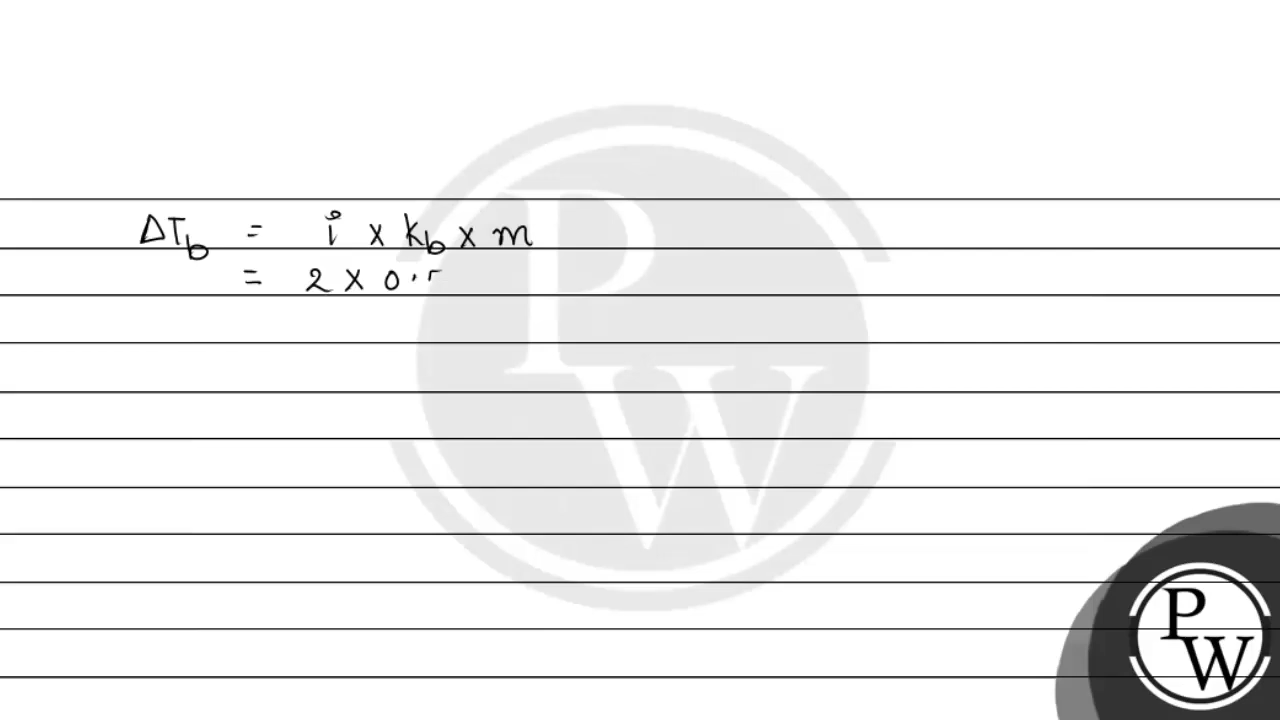 ΔT_b = i × k_b × m
= 2 × 0.
P
W
P
W